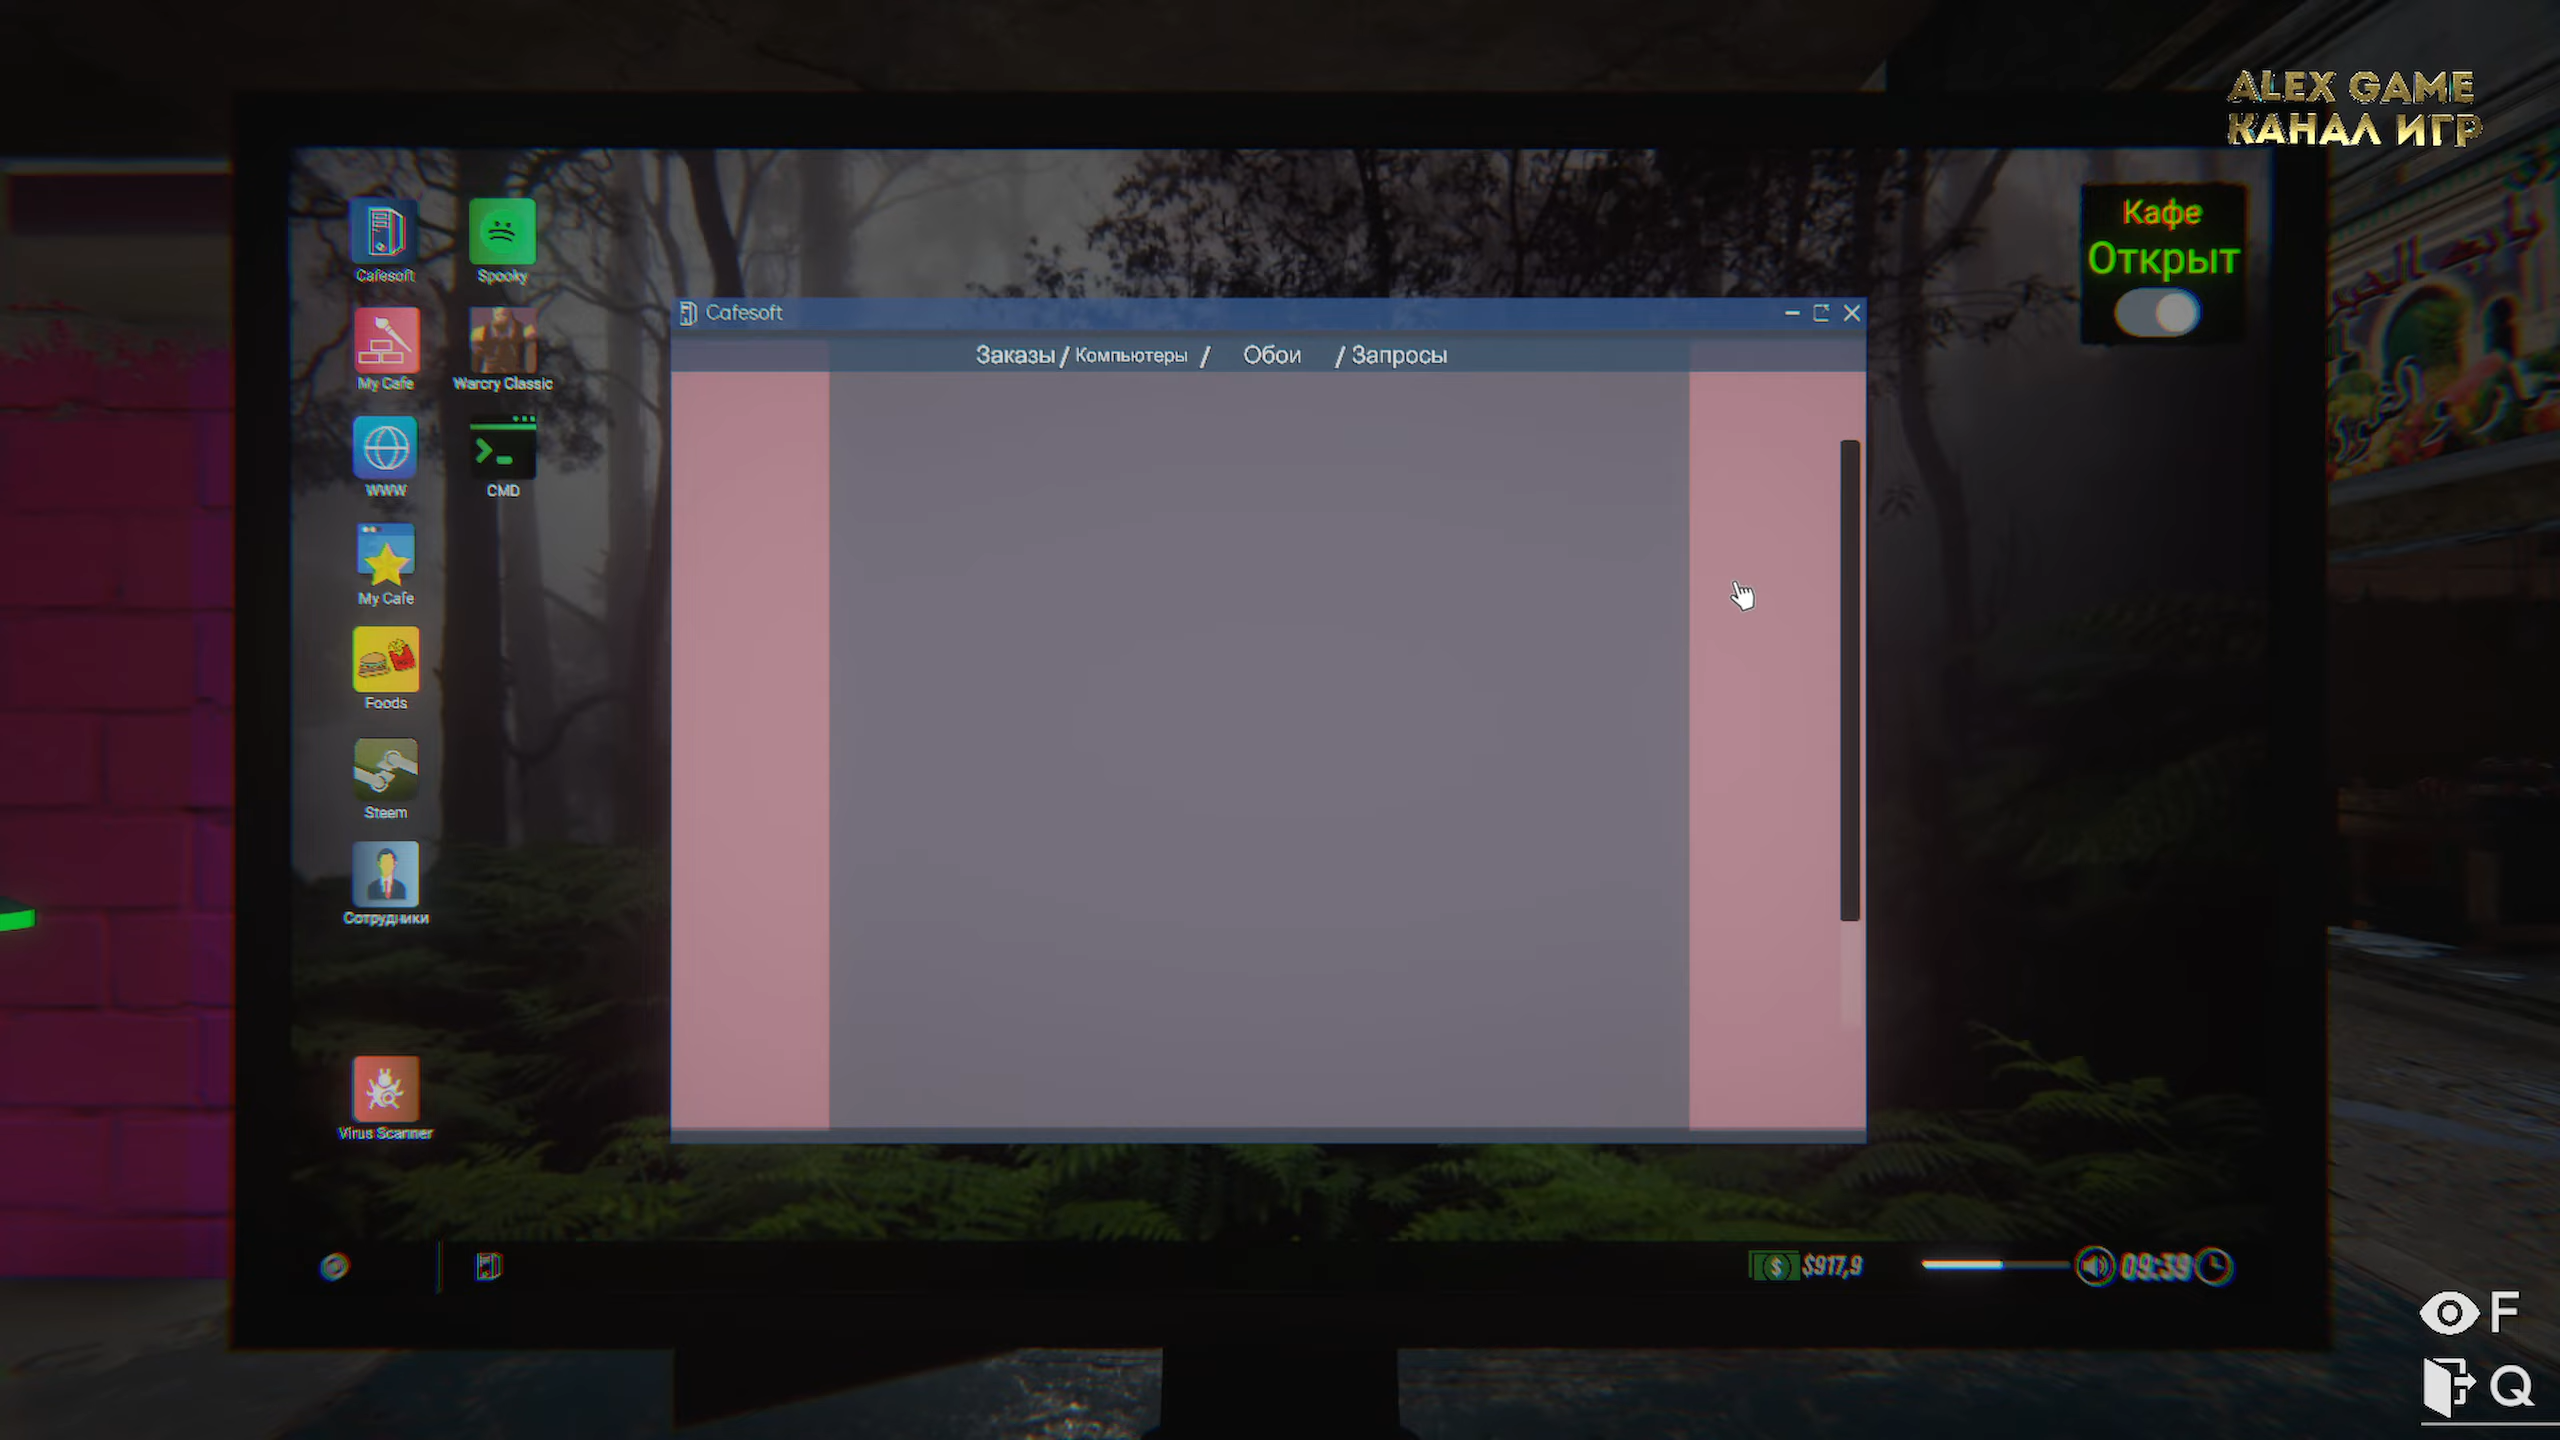 ALEX GAME
КАНАЛ ИГР
Кафе
Открыт
Cafesoft
Spooky
My Cafe
Warcry Classic
WWW
CMD
My Cafe
Foods
Steem
Сотрудники
Virus Scanner
Cafesoft
Заказы / Компьютеры / Обои / Запросы
$917,9
09:39
F
Q